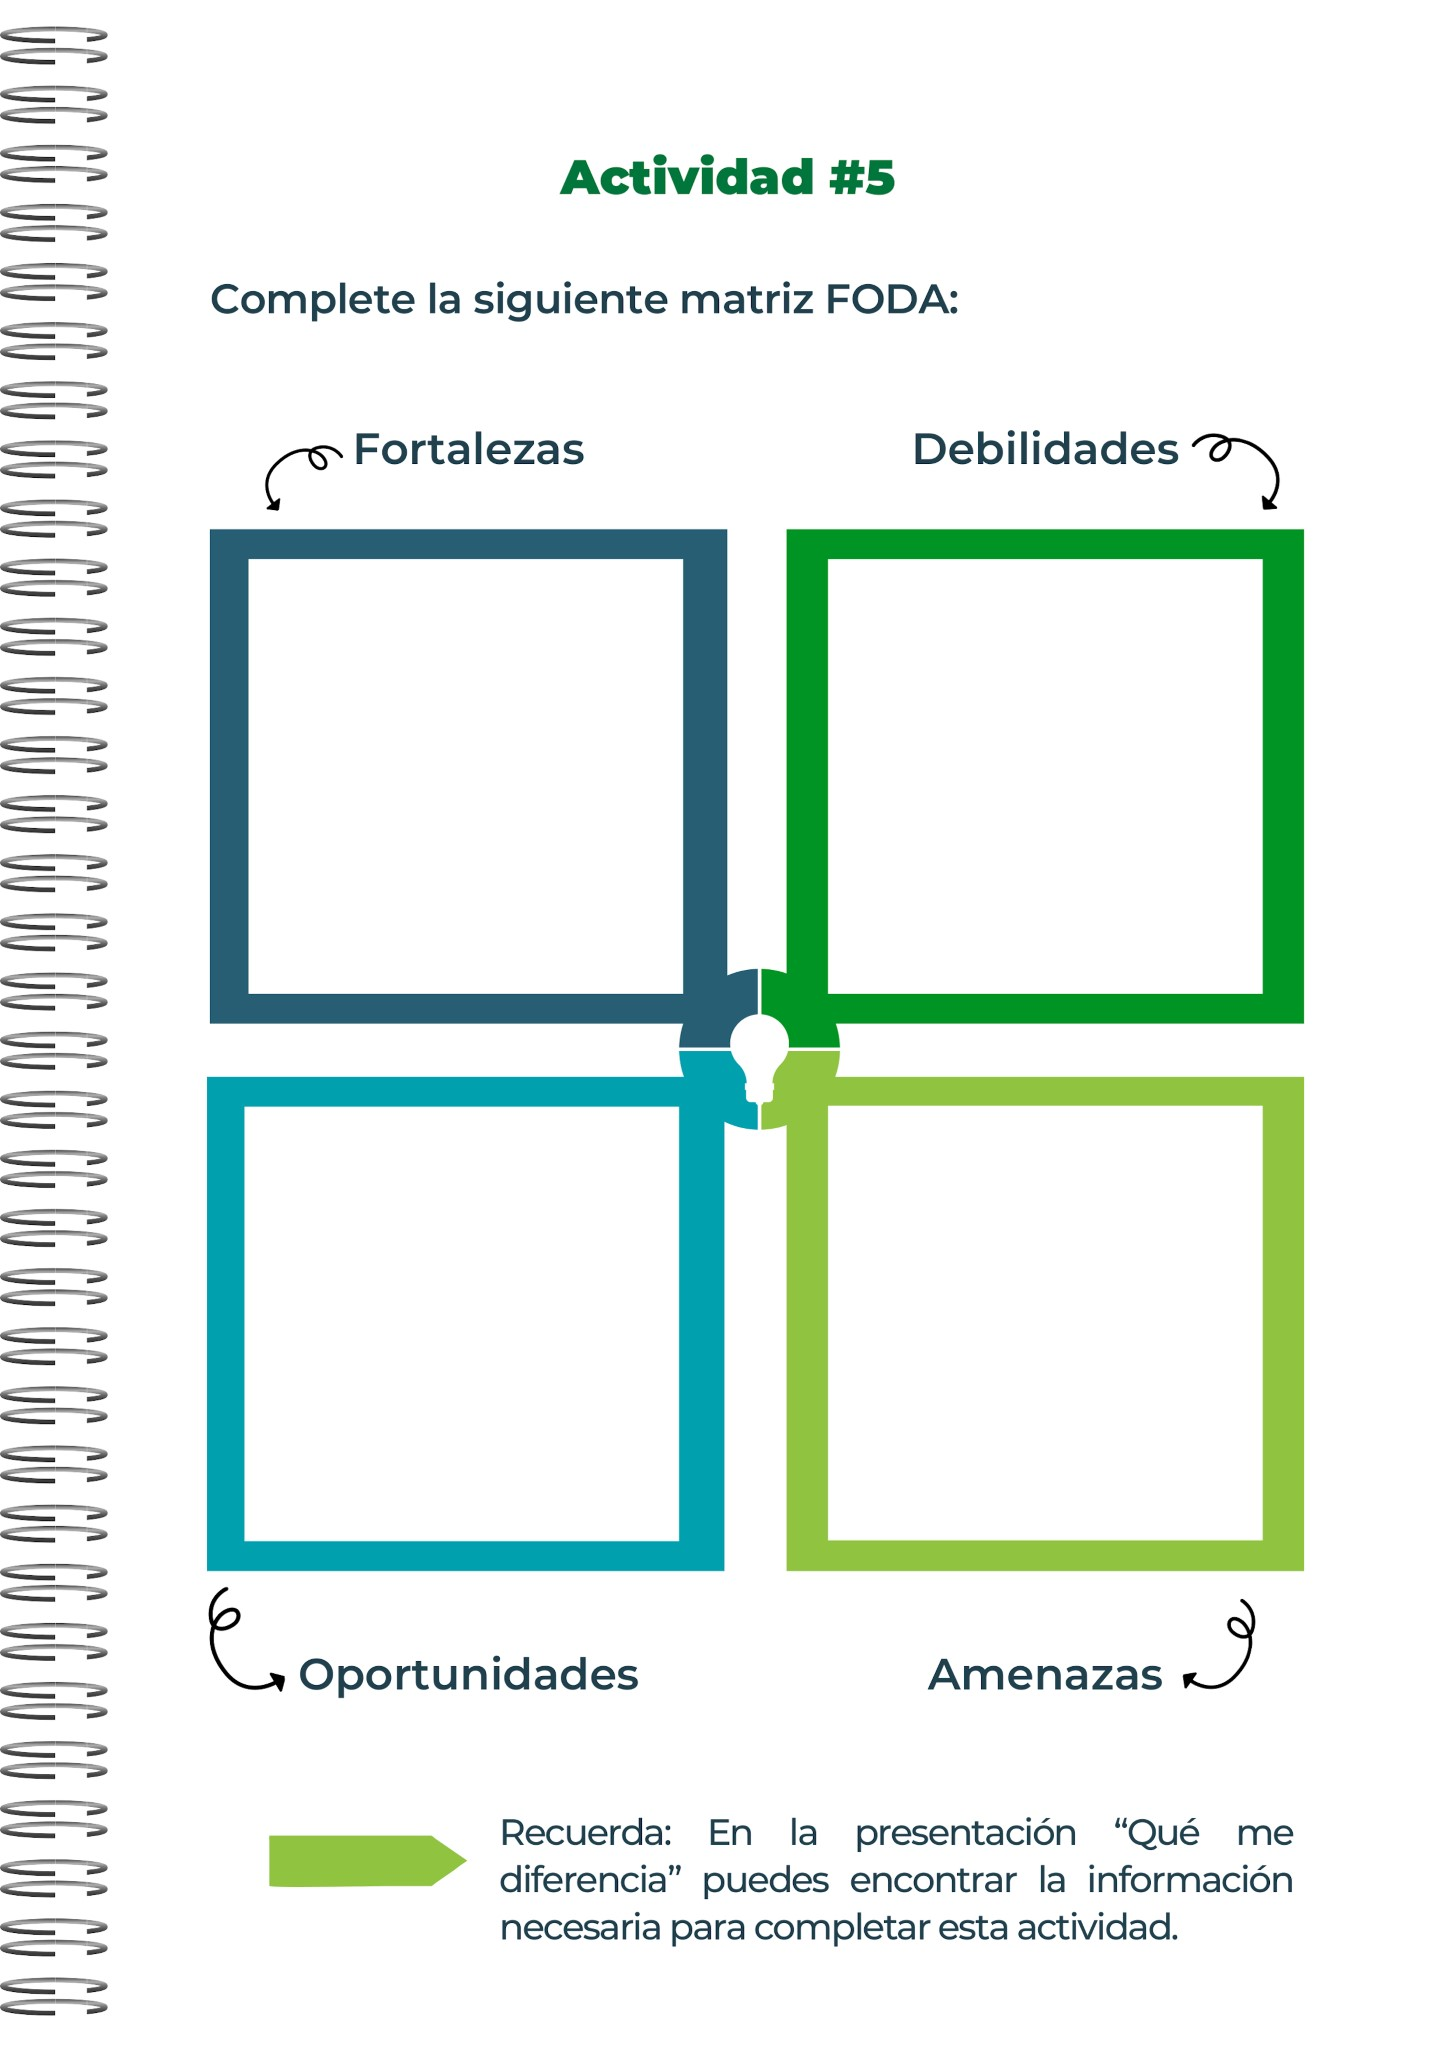 Actividad #5
Complete la siguiente matriz FODA:
Fortalezas
Debilidades
Oportunidades
Amenazas
Recuerda: En la presentación “Qué me
diferencia” puedes encontrar la información
necesaria para completar esta actividad.